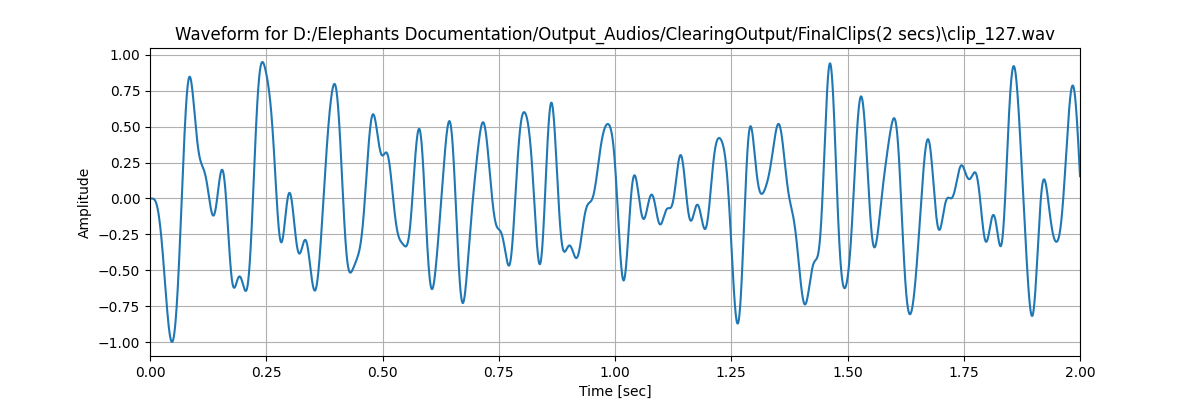 Waveform for D:/Elephants Documentation/Output_Audios/ClearingOutput/FinalClips(2 secs)\clip_127.wav
1.00
0.75
0.50
0.25
0.00
−0.25
−0.50
−0.75
−1.00
Amplitude
0.00 0.25 0.50 0.75 1.00 1.25 1.50 1.75 2.00
Time [sec]